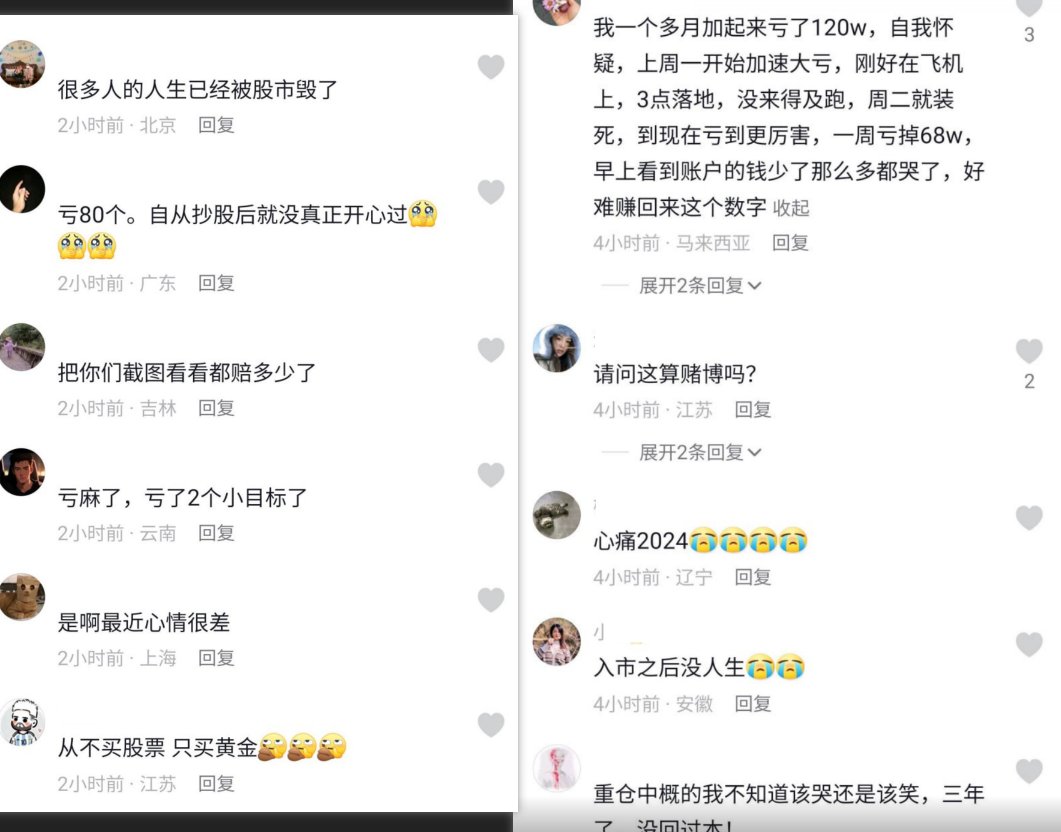 很多人的人生已经被股市毁了
2小时前 · 北京 回复
亏80个。自从抄股后就没真正开心过🥹
🥹🥹
2小时前 · 广东 回复
把你们截图看看都赔多少了
2小时前 · 吉林 回复
亏麻了，亏了2个小目标了
2小时前 · 云南 回复
是啊最近心情很差
2小时前 · 上海 回复
从不买股票 只买黄金🤔🤔🤔
2小时前 · 江苏 回复
我一个多月加起来亏了120w，自我怀
疑，上周一开始加速大亏，刚好在飞机
上，3点落地，没来得及跑，周二就装
死，到现在亏到更厉害，一周亏掉68w，
早上看到账户的钱少了那么多都哭了，好
难赚回来这个数字 收起
3
4小时前 · 马来西亚 回复
展开2条回复
请问这算赌博吗？
2
4小时前 · 江苏 回复
展开2条回复
心痛2024😭😭😭😭
4小时前 · 辽宁 回复
小
入市之后没人生😭😭
4小时前 · 安徽 回复
重仓中概的我不知道该哭还是该笑，三年
了，没回过本！